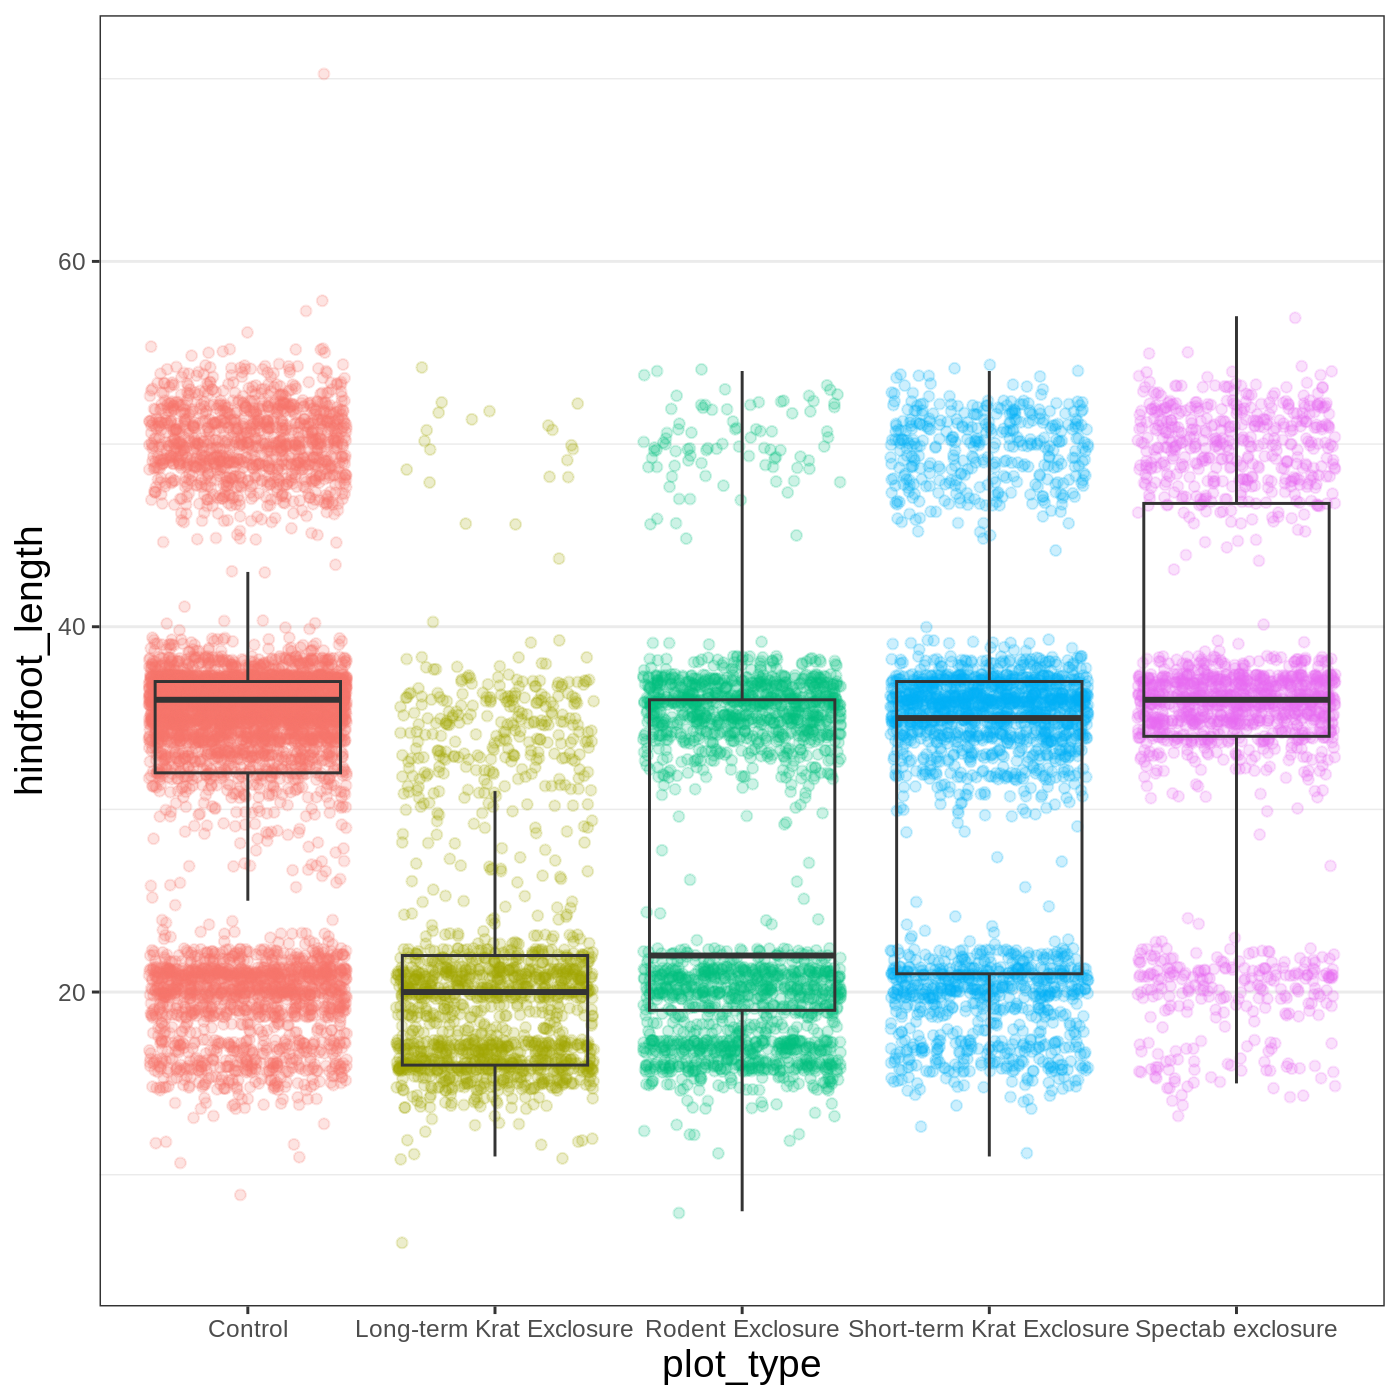 hindfoot_length
60
40
20
Control Long-term Krat Exclosure Rodent Exclosure Short-term Krat Exclosure Spectab exclosure
plot_type